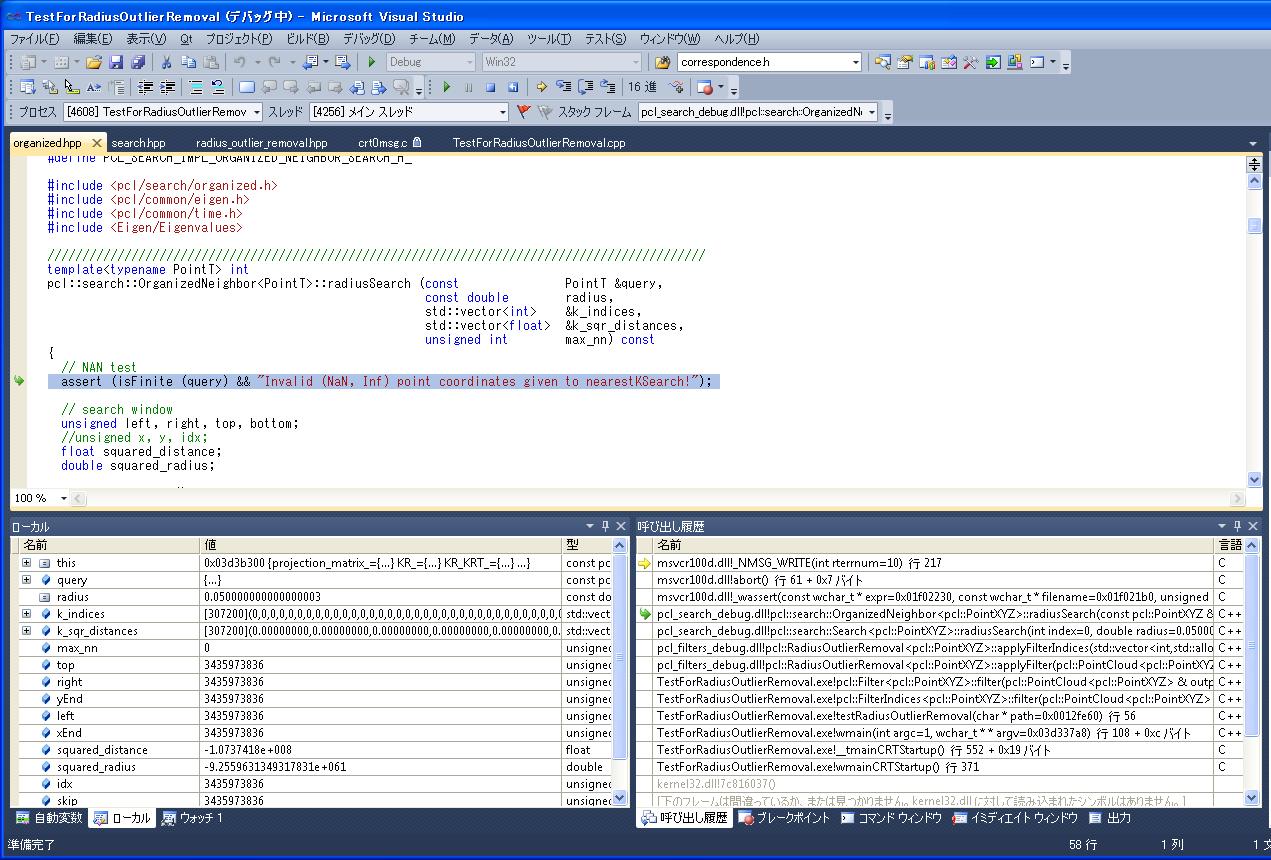 TestForRadiusOutlierRemoval (デバッグ中) - Microsoft Visual Studio
ファイル(F) 編集(E) 表示(V) Qt プロジェクト(P) ビルド(B) デバッグ(D) チーム(M) データ(A) ツール(T) テスト(S) ウィンドウ(W) ヘルプ(H)
Debug Win32 correspondence.h
16 進
プロセス [4608] TestForRadiusOutlierRemov スレッド [4256] メイン スレッド スタック フレーム pcl_search_debug.dll!pcl::search::OrganizedN
organized.hpp search.hpp radius_outlier_removal.hpp crt0msg.c TestForRadiusOutlierRemoval.cpp
#define PCL_SEARCH_IMPL_ORGANIZED_NEIGHBOR_SEARCH_H_
#include <pcl/search/organized.h>
#include <pcl/common/eigen.h>
#include <pcl/common/time.h>
#include <Eigen/Eigenvalues>
//////////////////////////////////////////////////////////////////////////////////////////////
template<typename PointT> int
pcl::search::OrganizedNeighbor<PointT>::radiusSearch (const PointT &query,
const double radius,
std::vector<int> &k_indices,
std::vector<float> &k_sqr_distances,
unsigned int max_nn) const
{
// NAN test
assert (isFinite (query) && "Invalid (NaN, Inf) point coordinates given to nearestKSearch!");
// search window
unsigned left, right, top, bottom;
//unsigned x, y, idx;
float squared_distance;
double squared_radius;
100 %
ローカル
名前 値 型
this 0x03d3b300 {projection_matrix_={...} KR_={...} KR_KRT_={...} ...} const pc
query {...} const pc
radius 0.050000000000000003 const do
k_indices [307200](0,0,0,0,0,0,0,0,0,0,0,0,0,0,0,0,0,0,0,0,0,0,0,0,0,0,0,0,0,0,0,0,0,0, std::vect
k_sqr_distances [307200](0.00000000,0.00000000,0.00000000,0.00000000,0.00000000,0. std::vect
max_nn 0 unsigned
top 3435973836 unsigned
right 3435973836 unsigned
yEnd 3435973836 unsigned
left 3435973836 unsigned
xEnd 3435973836 unsigned
squared_distance -1.0737418e+008 float
squared_radius -9.2559631349317831e+061 double
idx 3435973836 unsigned
skip 3435973836 unsigned
自動変数 ローカル ウォッチ 1
呼び出し履歴
名前 言語
msvcr100d.dll!_NMSG_WRITE(int rterrnum=10) 行 217 C
msvcr100d.dll!abort() 行 61 + 0x7 バイト C
msvcr100d.dll!_wassert(const wchar_t * expr=0x01f02230, const wchar_t * filename=0x01f021b0, unsigned C
pcl_search_debug.dll!pcl::search::OrganizedNeighbor<pcl::PointXYZ>::radiusSearch(const pcl::PointXYZ & C++
pcl_search_debug.dll!pcl::search::Search<pcl::PointXYZ>::radiusSearch(int index=0, double radius=0.0500 C++
pcl_filters_debug.dll!pcl::RadiusOutlierRemoval<pcl::PointXYZ>::applyFilterIndices(std::vector<int,std::allo C++
pcl_filters_debug.dll!pcl::RadiusOutlierRemoval<pcl::PointXYZ>::applyFilter(pcl::PointCloud<pcl::PointXYZ C++
TestForRadiusOutlierRemoval.exe!pcl::Filter<pcl::PointXYZ>::filter(pcl::PointCloud<pcl::PointXYZ> & outp C++
TestForRadiusOutlierRemoval.exe!pcl::FilterIndices<pcl::PointXYZ>::filter(pcl::PointCloud<pcl::PointXYZ> C++
TestForRadiusOutlierRemoval.exe!testRadiusOutlierRemoval(char * path=0x0012fe60) 行 56 C++
TestForRadiusOutlierRemoval.exe!wmain(int argc=1, wchar_t * * argv=0x03d337a8) 行 108 + 0xc バイト C++
TestForRadiusOutlierRemoval.exe!__tmainCRTStartup() 行 552 + 0x19 バイト C
TestForRadiusOutlierRemoval.exe!wmainCRTStartup() 行 371 C
kernel32.dll!7c816037()
[下のフレームは間違っているか、または見つかりません。kernel32.dll に対して読み込まれたシンボルはありません。]
呼び出し履歴 ブレークポイント コマンド ウィンドウ イミディエイト ウィンドウ 出力
準備完了 58 行 1 列 1 文